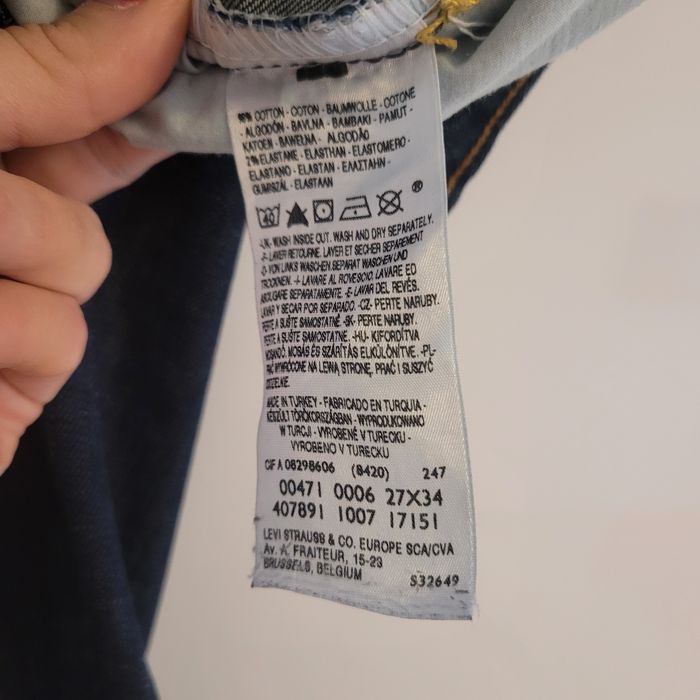 COTTON - COTON - BAUMWOLLE - COTONE
- ALGODÓN - BAVLNA - BAMBAKI - PAMUT -
KATOEN - BAWEŁNA - ALGODÃO
2% ELASTANE - ELASTHAN - ELASTOMERO -
ELASTANO - ELASTAN - ΕΛΑΣΤΑΗΝ -
GUMISZÁL - ELASTAAN
40 ®
-UK- WASH INSIDE OUT. WASH AND DRY SEPARATELY.
-F- LAVER RETOURNE. LAVER ET SECHER SEPAREMENT
-D- VON LINKS WASCHEN. SEPARAT WASCHEN UND
TROCKNEN. -I- LAVARE AL ROVESCIO. LAVARE ED
ASCIUGARE SEPARATAMENTE. -E- LAVAR DEL REVÉS.
LAVAR Y SECAR POR SEPARADO. -CZ- PERTE NARUBY.
PERTE A SUŠTE SAMOSTATNÉ. -SK- PERTE NARUBY.
PERTE A SUŠTE SAMOSTATNE. -HU- KIFORDÍTVA
MOSANDÓ. MOSÁS ÉS SZÁRÍTÁS ELKÜLÖNÍTVE. -PL-
PRAĆ WYWRÓCONE NA LEWĄ STRONĘ, PRAĆ I SUSZYĆ
ODDZIELNIE.
MADE IN TURKEY - FABRICADO EN TURQUIA -
KÉSZÜLT TÖRÖKORSZÁGBAN - WYPRODUKOWANO
W TURCJI - VYROBENÉ V TURECKU -
VYROBENO V TURECKU
CIF A 08298606 (8420) 247
00471 0006 27X34
407891 1007 17151
LEVI STRAUSS & CO. EUROPE SCA/CVA
Av. A. FRAITEUR, 15-23
BRUSSELS, BELGIUM
S32649